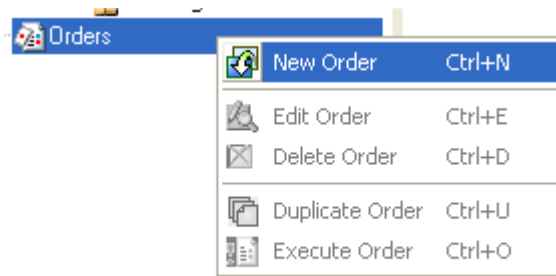 Orders
New Order Ctrl+N
Edit Order Ctrl+E
Delete Order Ctrl+D
Duplicate Order Ctrl+U
Execute Order Ctrl+O